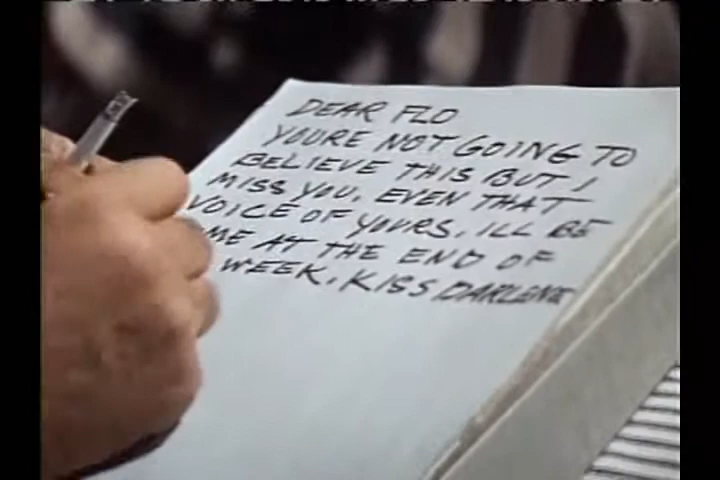 DEAR FLO
YOURE NOT GOING TO
BELIEVE THIS BUT I
MISS YOU. EVEN THAT
VOICE OF YOURS. ILL BE
ME AT THE END OF
WEEK. KISS DARLENE